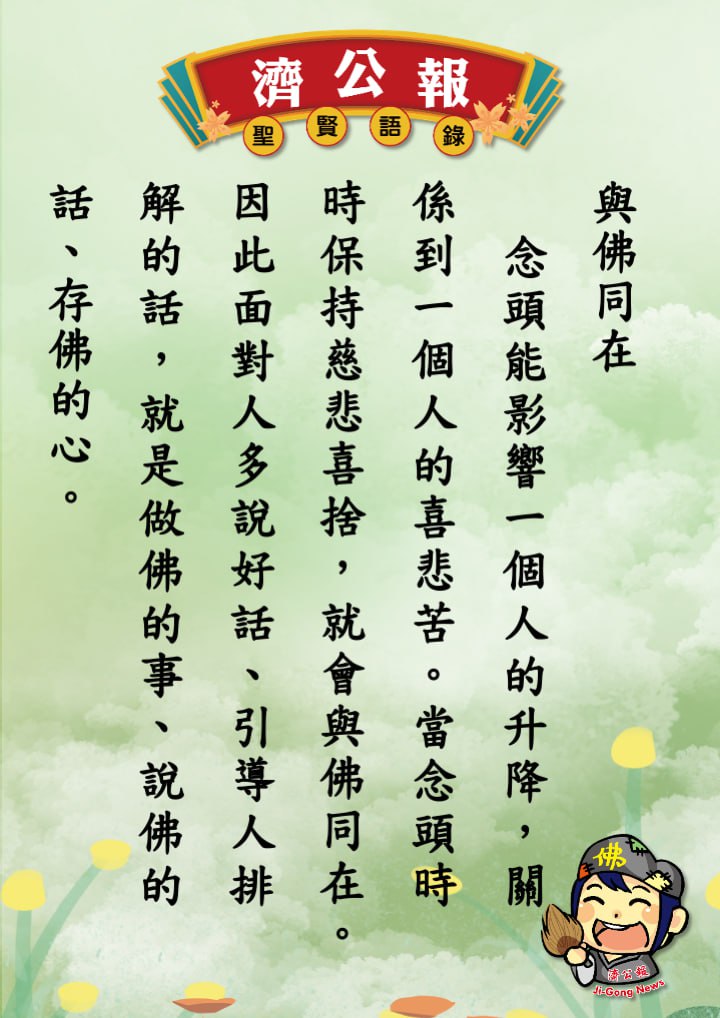 濟公報
聖賢語錄
與佛同在
念頭能影響一個人的升降，關
係到一個人的喜悲苦。當念頭時
時保持慈悲喜捨，就會與佛同在。
因此面對人多說好話、引導人排
解的話，就是做佛的事、說佛的
話、存佛的心。
佛
濟公報
Ji-Gong News